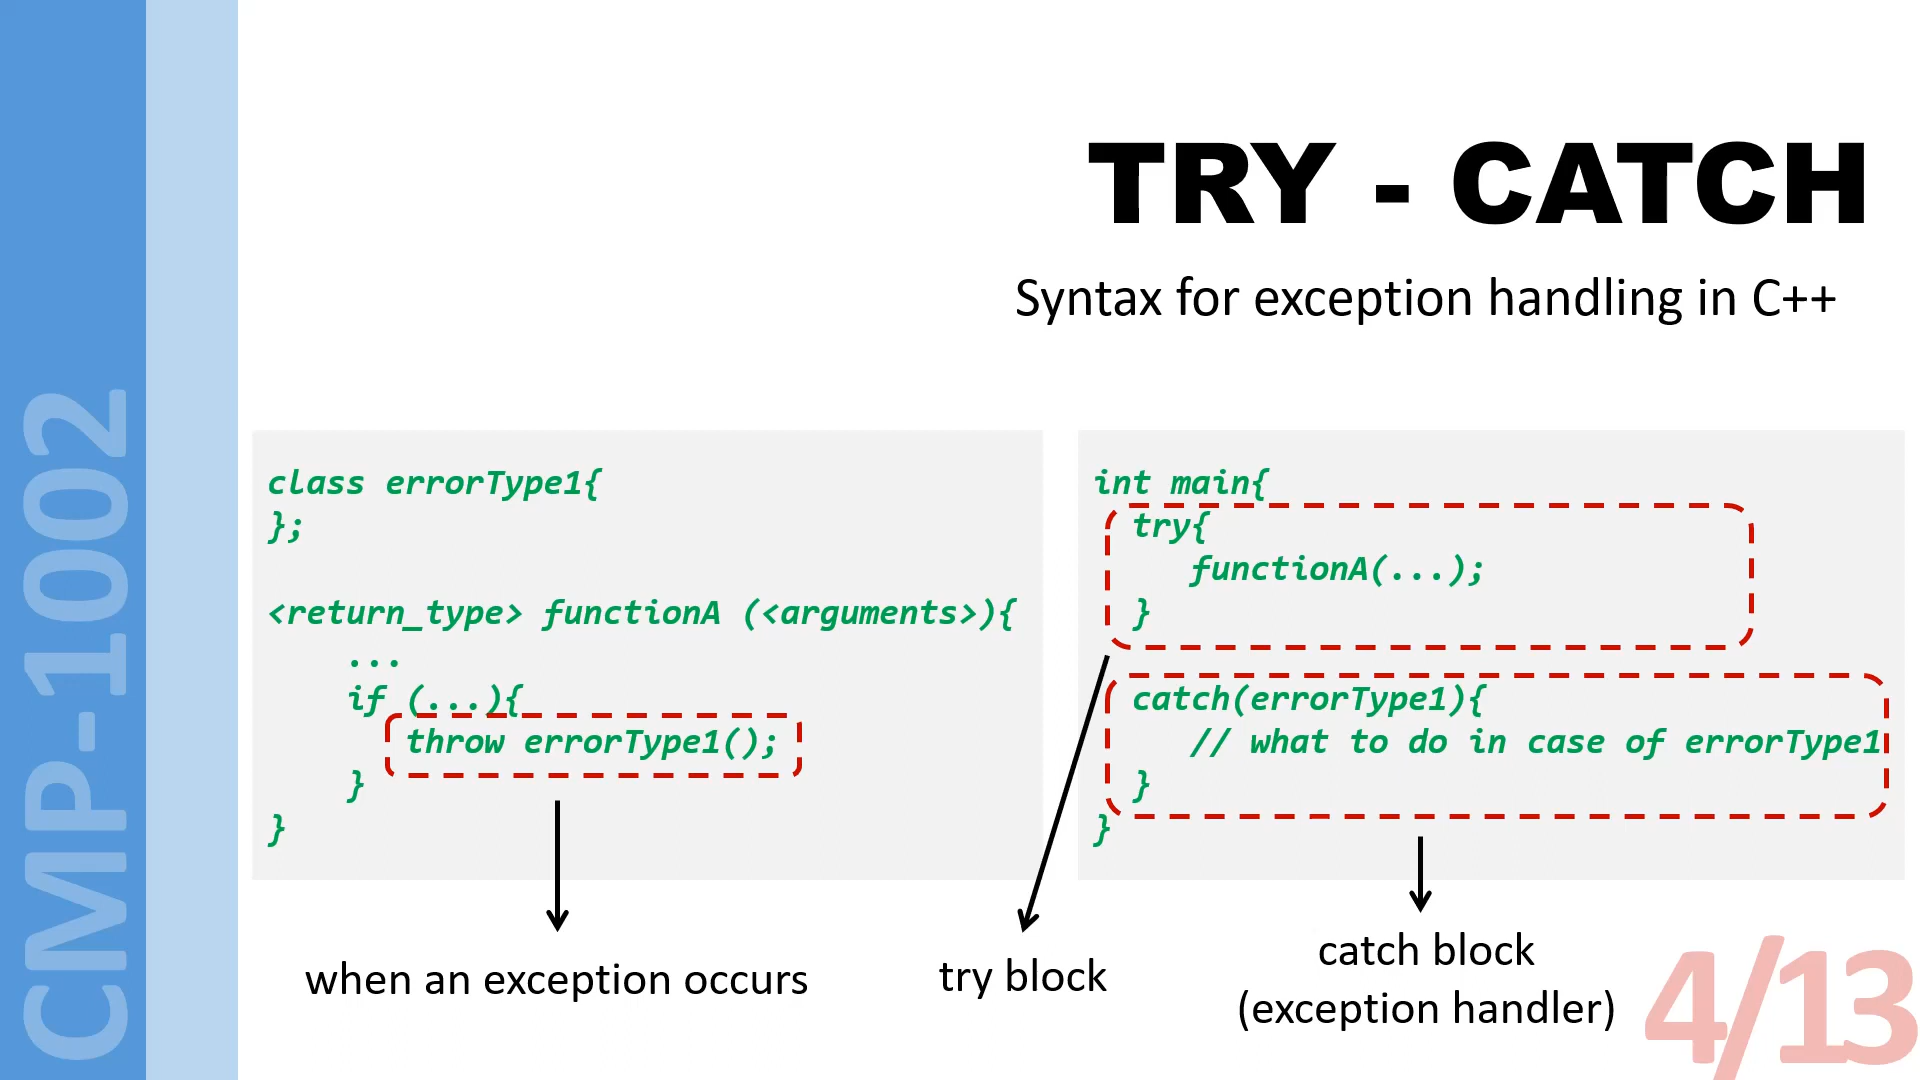 TRY - CATCH
Syntax for exception handling in C++
class errorType1{
};
<return_type> functionA (<arguments>){
...
if (...){
throw errorType1();
}
}
when an exception occurs
int main{
try{
functionA(...);
}
catch(errorType1){
// what to do in case of errorType1
}
}
try block
catch block
(exception handler)
CMP-1002
4/13